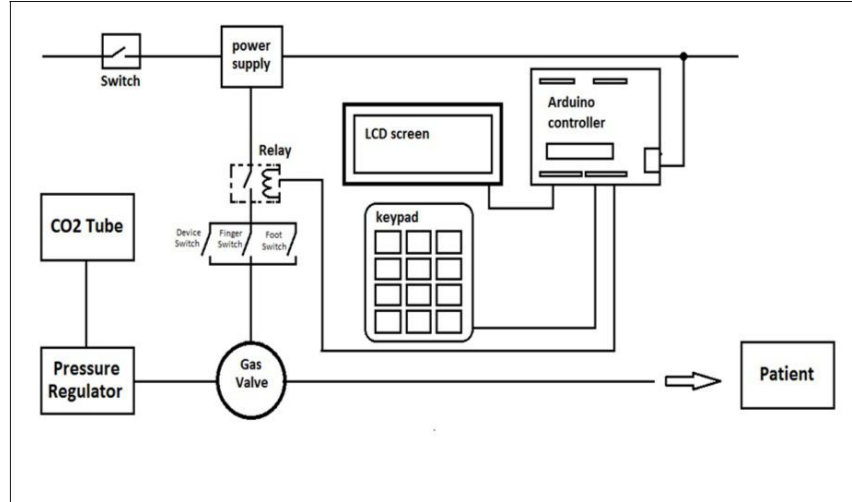 power
supply
Switch
Arduino
controller
LCD screen
Relay
CO2 Tube
keypad
Device
Switch
Finger
Switch
Foot
Switch
Pressure
Regulator
Gas
Valve
Patient